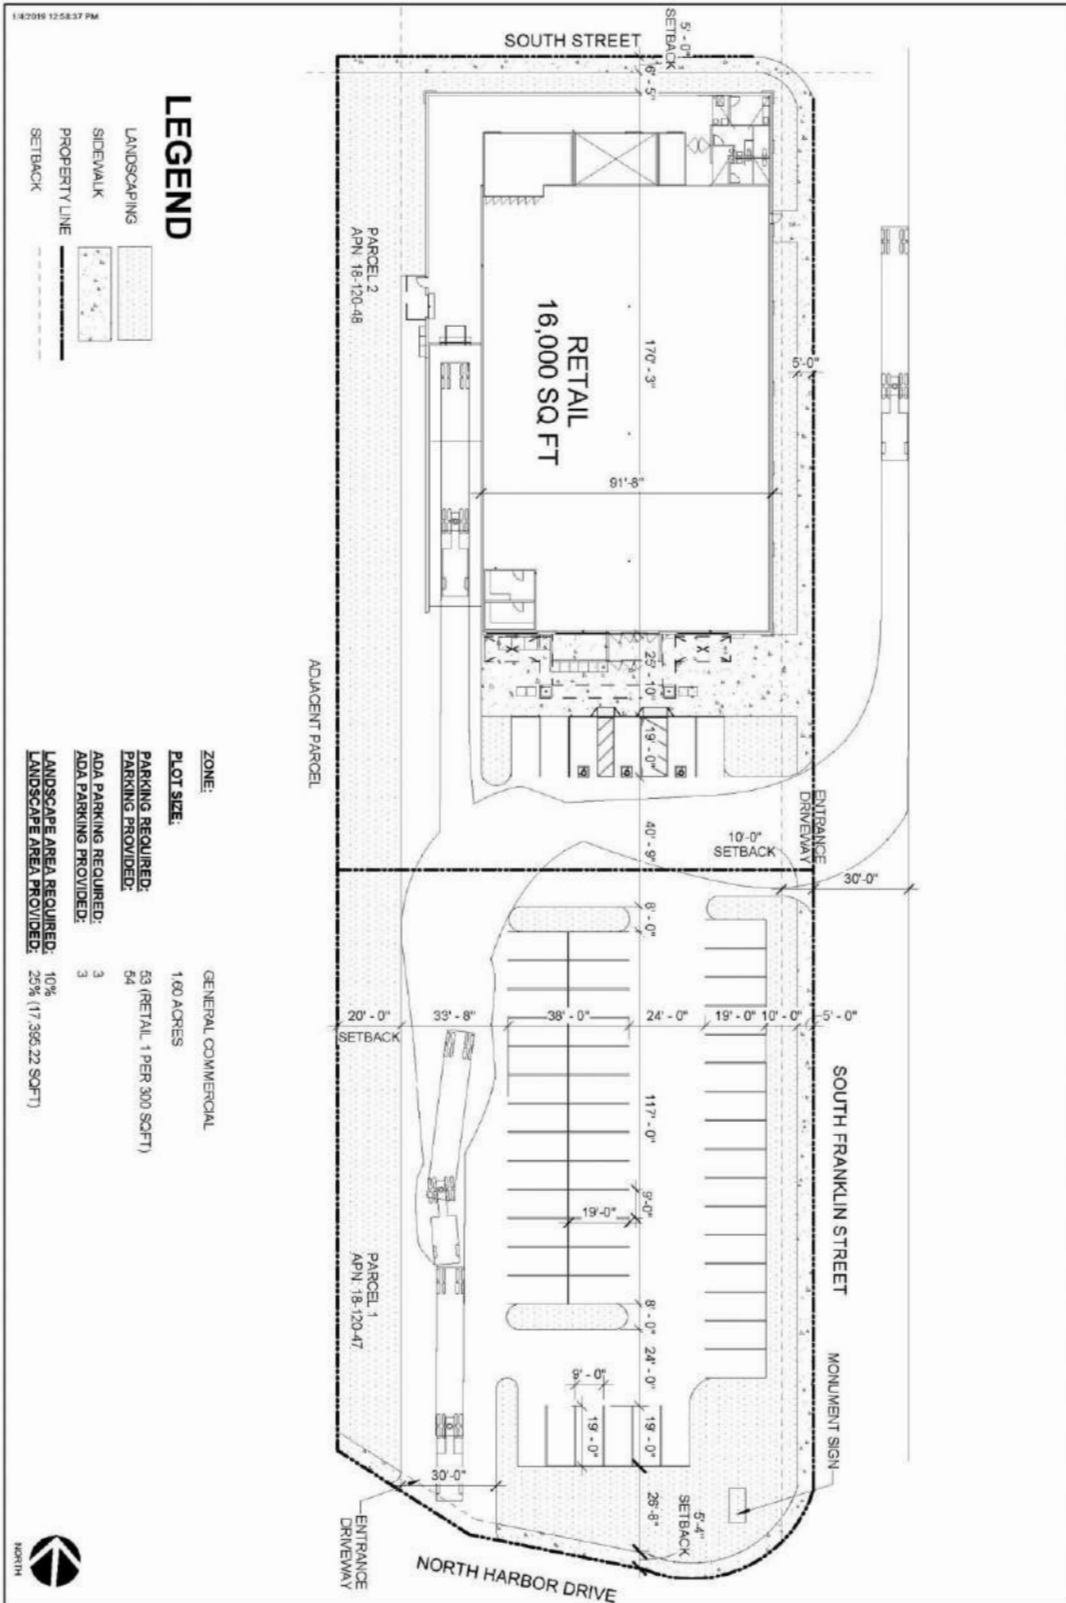 1/4/2019 12:58:37 PM
LEGEND
LANDSCAPING
SIDEWALK
PROPERTY LINE
SETBACK
SOUTH STREET
5' - 0"
SETBACK
6' - 5"
PARCEL 2
APN: 18-120-48
RETAIL
16,000 SQ FT
170' - 3"
5'-0"
91'-8"
25' - 10"
19' - 0"
ADJACENT PARCEL
ENTRANCE
DRIVEWAY
10'-0"
SETBACK
40' - 9"
30'-0"
8' - 0"
20' - 0"
SETBACK
33' - 8"
38' - 0"
24' - 0"
19' - 0"
10' - 0"
5' - 0"
SOUTH FRANKLIN STREET
117' - 0"
9'-0"
19'-0"
8' - 0"
24' - 0"
9' - 0"
19' - 0"
19' - 0"
PARCEL 1
APN: 18-120-47
MONUMENT SIGN
30'-0"
26'-8"
5'-4"
SETBACK
ENTRANCE
DRIVEWAY
NORTH HARBOR DRIVE
ZONE: GENERAL COMMERCIAL
PLOT SIZE: 1.60 ACRES
PARKING REQUIRED: 53 (RETAIL 1 PER 300 SQFT)
PARKING PROVIDED: 54
ADA PARKING REQUIRED: 3
ADA PARKING PROVIDED: 3
LANDSCAPE AREA REQUIRED: 10%
LANDSCAPE AREA PROVIDED: 25% (17,395.22 SQFT)
NORTH